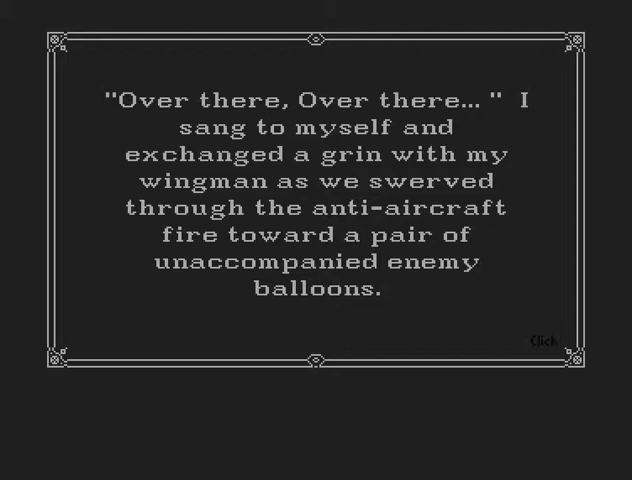 "Over there, Over there... "  I
sang to myself and
exchanged a grin with my
wingman as we swerved
through the anti-aircraft
fire toward a pair of
unaccompanied enemy
balloons.
Click